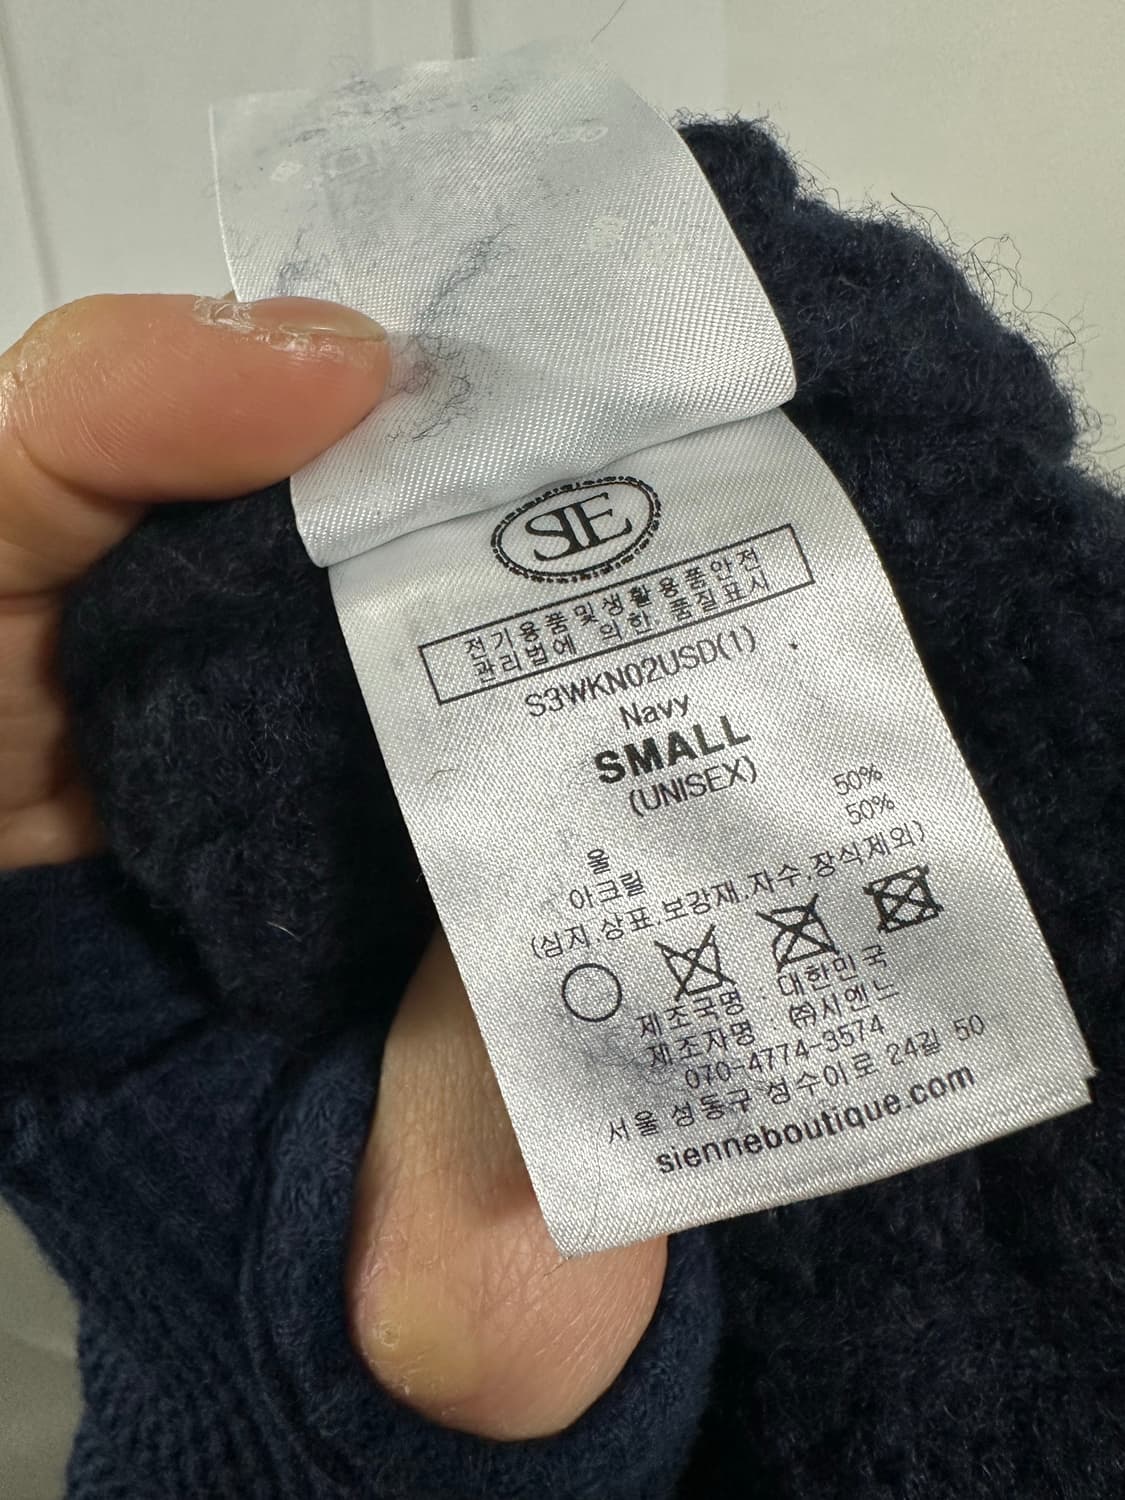 SIE
전기용품및생활용품안전
관리법에 의한 품질표시
S3WKN02USD(1)
Navy
SMALL
(UNISEX)
울 50%
아크릴 50%
(심지,상표,보강재,자수,장식제외)
제조국명 : 대한민국
제조자명 : ㈜시엔느
070-4774-3574
서울 성동구 성수이로 24길 50
sienneboutique.com